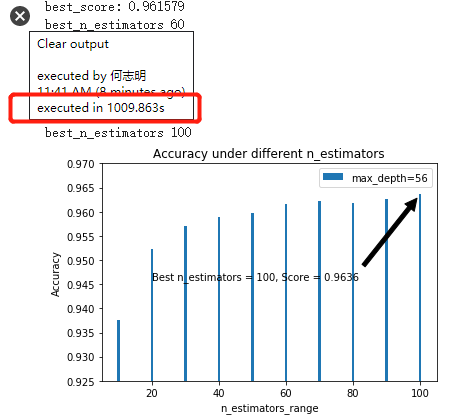 best_score: 0.961579
best_n_estimators 60
Clear output
executed by 何志明
11:41 AM (8 minutes ago)
executed in 1009.863s
best_n_estimators 100
Accuracy under different n_estimators
max_depth=56
0.970
0.965
0.960
0.955
0.950
0.945
0.940
0.935
0.930
0.925
Accuracy
Best n_estimators = 100, Score = 0.9636
20
40
60
80
100
n_estimators_range